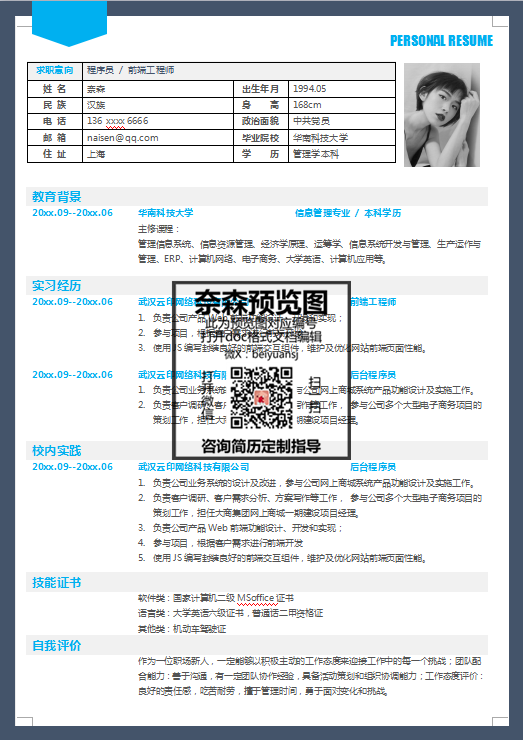 PERSONAL RESUME
求职意向 程序员 / 前端工程师
姓 名 奈森 出生年月 1994.05
民 族 汉族 身 高 168cm
电 话 136 xxxx 6666 政治面貌 中共党员
邮 箱 naisen@qq.com 毕业院校 华南科技大学
住 址 上海 学 历 管理学本科
教育背景
20xx.09--20xx.06 华南科技大学 信息管理专业 / 本科学历
主修课程：
管理信息系统、信息资源管理、经济学原理、运筹学、信息系统开发与管理、生产运作与
管理、ERP、计算机网络、电子商务、大学英语、计算机应用等。
实习经历
20xx.09--20xx.06 武汉云印网络 前端工程师
奈森预览图
1. 负责公司产品 Web 和实现；
此为预览图对应编号
2. 参与项目，根据
打开doc格式文档编辑
3. 使用 JS 编写封装良好的前端交互组件，维护及优化网站前端页面性能。
微X：beiyuansj
20xx.09--20xx.06 武汉云印网络科技有限 后台程序员
打开微信
扫一扫
1. 负责公司业务系统 与公司网上商城系统产品功能设计及实施工作。
2. 负责客户调研、客户 写作等工作， 参与公司多个大型电子商务项目的
策划工作，担任大 建设项目经理。
咨询简历定制指导
校内实践
20xx.09--20xx.06 武汉云印网络科技有限公司 后台程序员
1. 负责公司业务系统的设计及改进，参与公司网上商城系统产品功能设计及实施工作。
2. 负责客户调研、客户需求分析、方案写作等工作， 参与公司多个大型电子商务项目的
策划工作，担任大商集团网上商城一期建设项目经理。
3. 负责公司产品 Web 前端功能设计、开发和实现；
4. 参与项目，根据客户需求进行前端开发
5. 使用 JS 编写封装良好的前端交互组件，维护及优化网站前端页面性能。
技能证书
软件类：国家计算机二级 MSoffice 证书
语言类：大学英语六级证书，普通话二甲资格证
其他类：机动车驾驶证
自我评价
作为一位职场新人，一定能够以积极主动的工作态度来迎接工作中的每一个挑战；团队配
合能力：善于沟通，有一定团队协作经验，具备活动策划和组织协调能力；工作态度评价：
良好的责任感，吃苦耐劳，擅于管理时间，勇于面对变化和挑战。